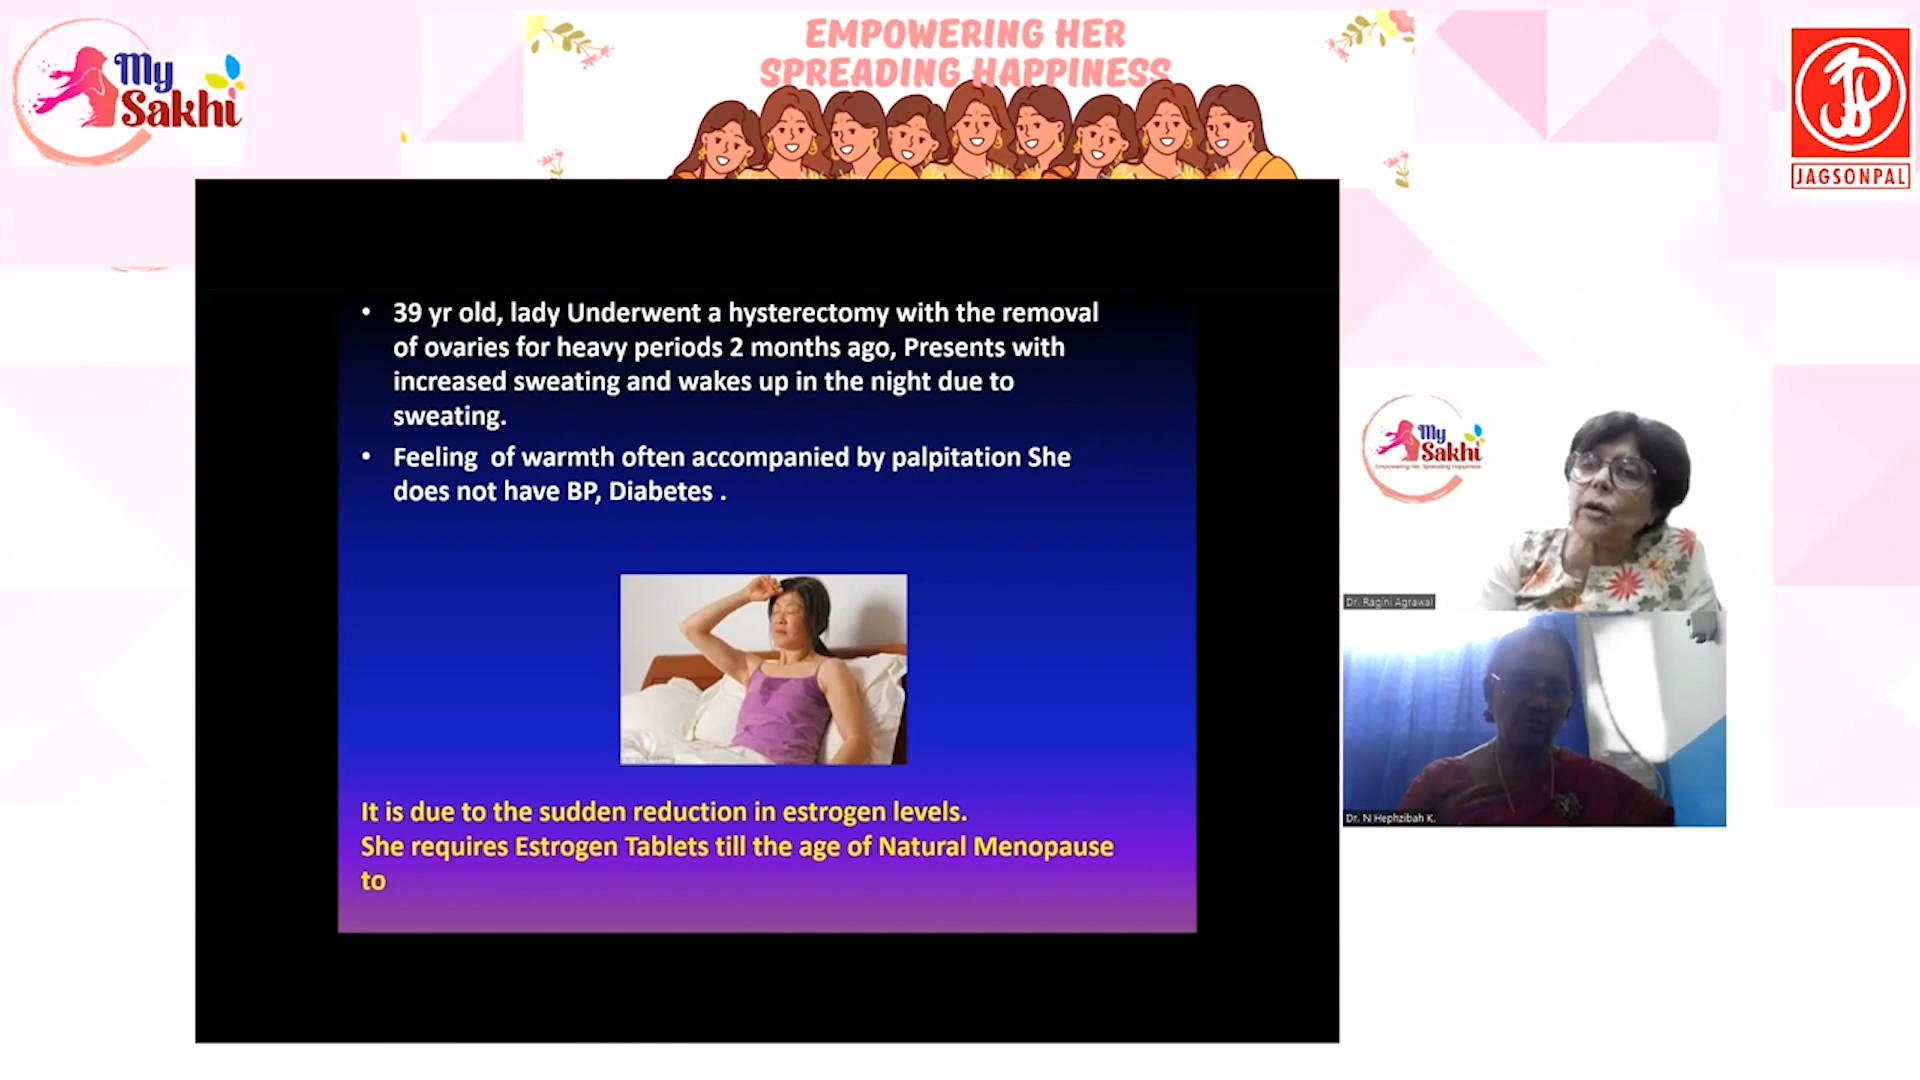 My
Sakhi
EMPOWERING HER
SPREADING HAPPINESS
JAGSONPAL
• 39 yr old, lady Underwent a hysterectomy with the removal
of ovaries for heavy periods 2 months ago, Presents with
increased sweating and wakes up in the night due to
sweating.
• Feeling of warmth often accompanied by palpitation She
does not have BP, Diabetes .
It is due to the sudden reduction in estrogen levels.
She requires Estrogen Tablets till the age of Natural Menopause
to
My
Sakhi
Empowering Her, Spreading Happiness
Dr. Ragini Agrawal
Dr. N Hephzibah K.